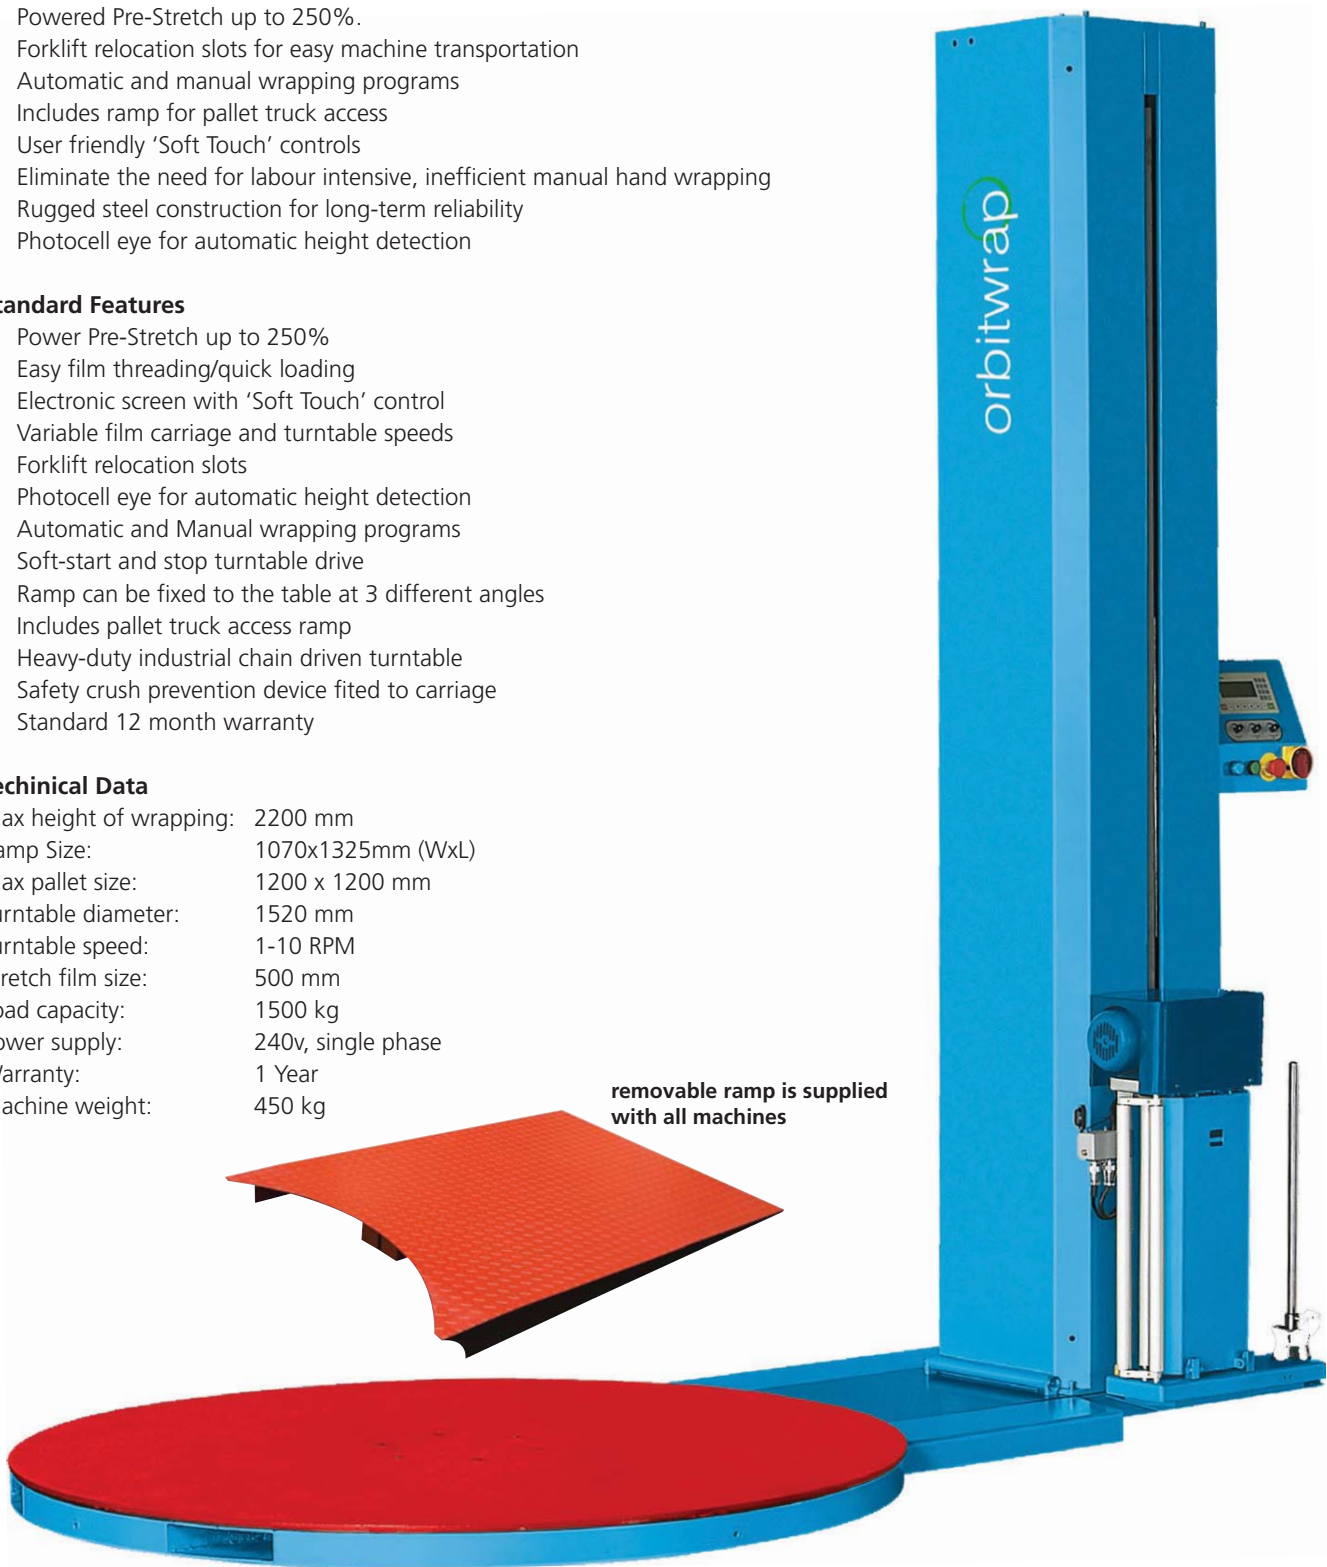 Powered Pre-Stretch up to 250%.
Forklift relocation slots for easy machine transportation
Automatic and manual wrapping programs
Includes ramp for pallet truck access
User friendly ‘Soft Touch’ controls
Eliminate the need for labour intensive, inefficient manual hand wrapping
Rugged steel construction for long-term reliability
Photocell eye for automatic height detection
tandard Features
Power Pre-Stretch up to 250%
Easy film threading/quick loading
Electronic screen with ‘Soft Touch’ control
Variable film carriage and turntable speeds
Forklift relocation slots
Photocell eye for automatic height detection
Automatic and Manual wrapping programs
Soft-start and stop turntable drive
Ramp can be fixed to the table at 3 different angles
Includes pallet truck access ramp
Heavy-duty industrial chain driven turntable
Safety crush prevention device fited to carriage
Standard 12 month warranty
echinical Data
ax height of wrapping: 2200 mm
amp Size: 1070x1325mm (WxL)
ax pallet size: 1200 x 1200 mm
urntable diameter: 1520 mm
urntable speed: 1-10 RPM
retch film size: 500 mm
oad capacity: 1500 kg
ower supply: 240v, single phase
arranty: 1 Year
achine weight: 450 kg
removable ramp is supplied
with all machines
orbitwrap